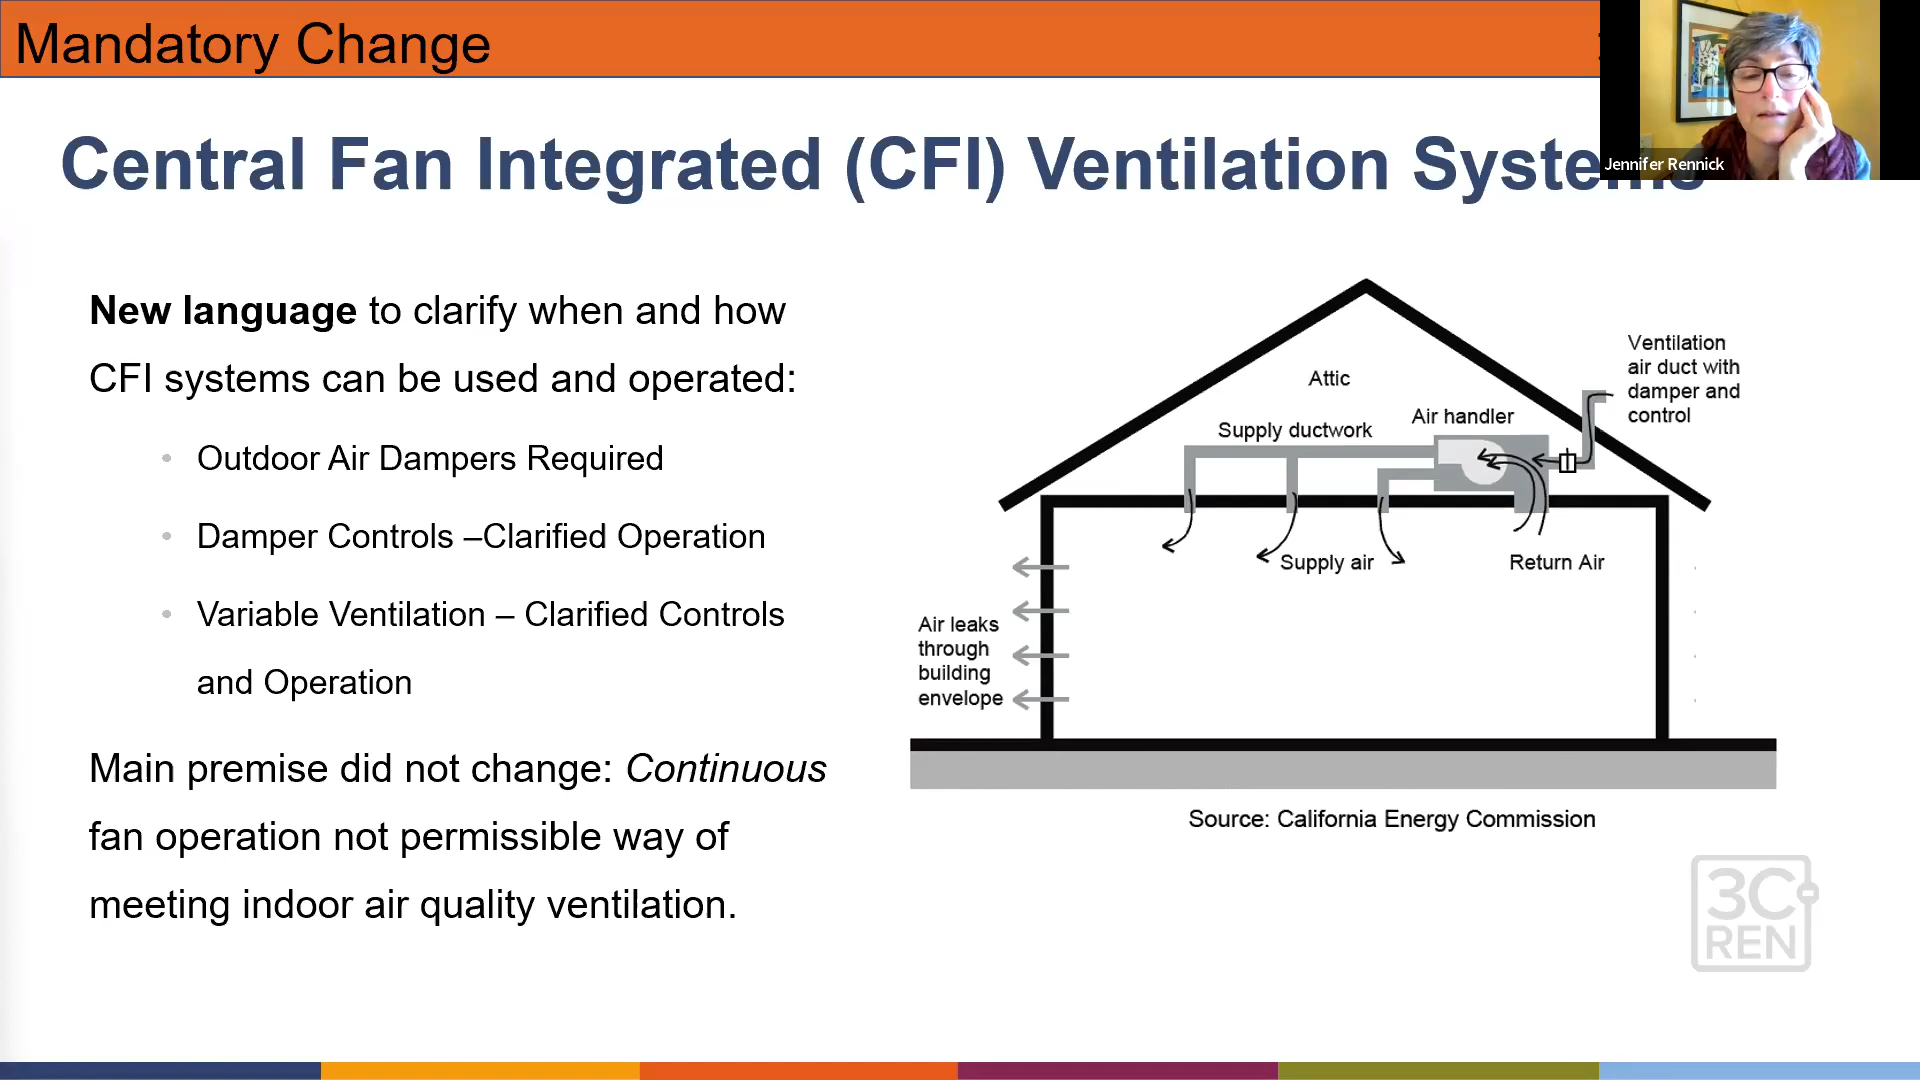 Mandatory Change
Jennifer Rennick
Central Fan Integrated (CFI) Ventilation Systems
New language to clarify when and how
CFI systems can be used and operated:
• Outdoor Air Dampers Required
• Damper Controls –Clarified Operation
• Variable Ventilation – Clarified Controls
and Operation
Main premise did not change: Continuous
fan operation not permissible way of
meeting indoor air quality ventilation.
Attic
Air handler
Supply ductwork
Ventilation
air duct with
damper and
control
Supply air
Return Air
Air leaks
through
building
envelope
Source: California Energy Commission
3C-
REN